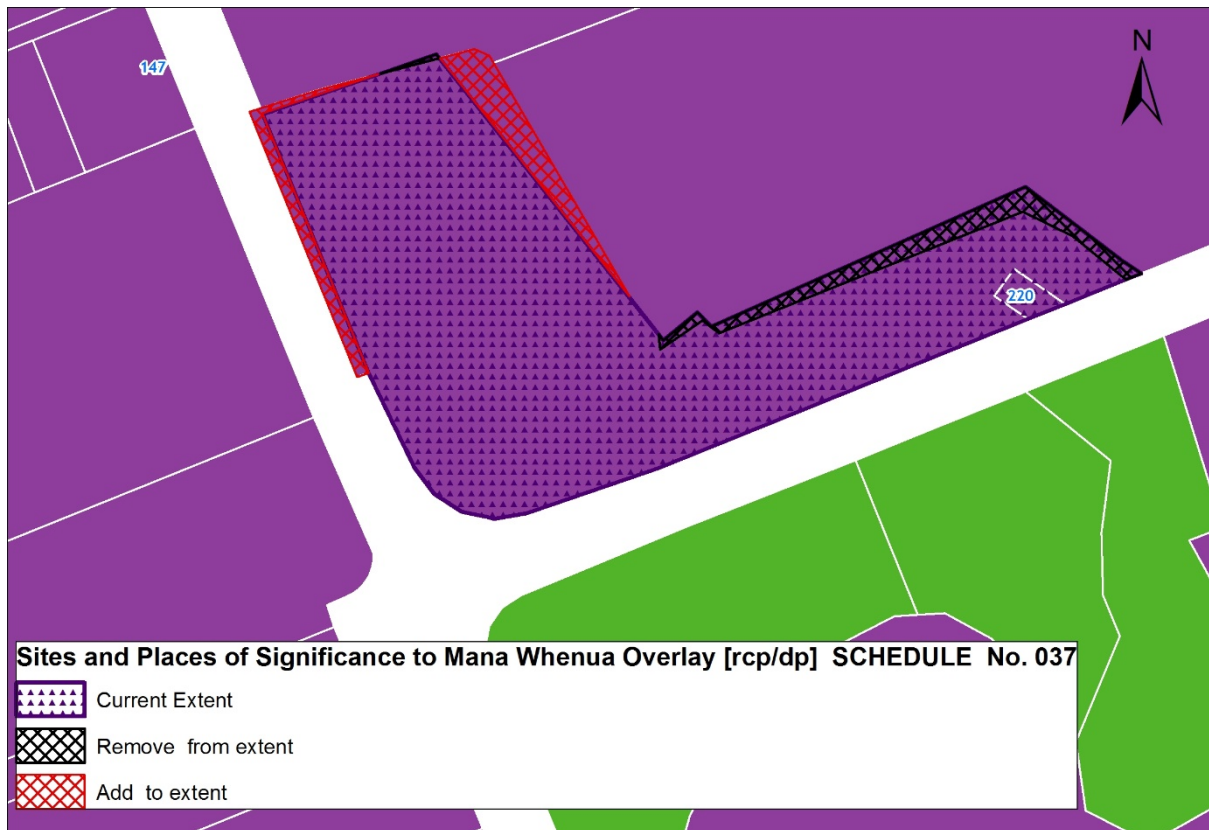 147
N
220
Sites and Places of Significance to Mana Whenua Overlay [rcp/dp] SCHEDULE No. 037
Current Extent
Remove from extent
Add to extent